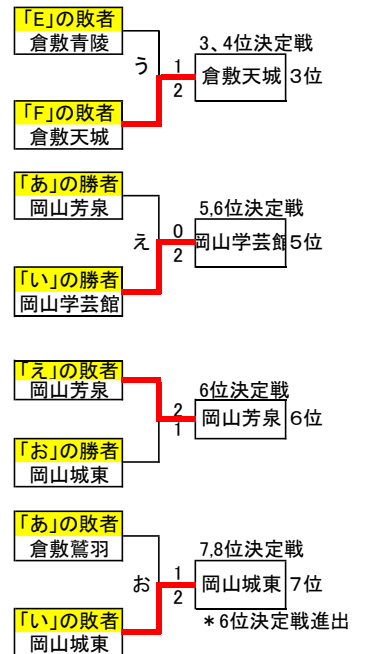 「E」の敗者
倉敷青陵
3、4位決定戦
う
1
2
倉敷天城
3位
「F」の敗者
倉敷天城
「あ」の勝者
岡山芳泉
5,6位決定戦
え
0
2
岡山学芸館
5位
「い」の勝者
岡山学芸館
「え」の敗者
岡山芳泉
6位決定戦
2
1
岡山芳泉
6位
「お」の勝者
岡山城東
「あ」の敗者
倉敷鷲羽
7,8位決定戦
お
1
2
岡山城東
7位
「い」の敗者
岡山城東
*6位決定戦進出